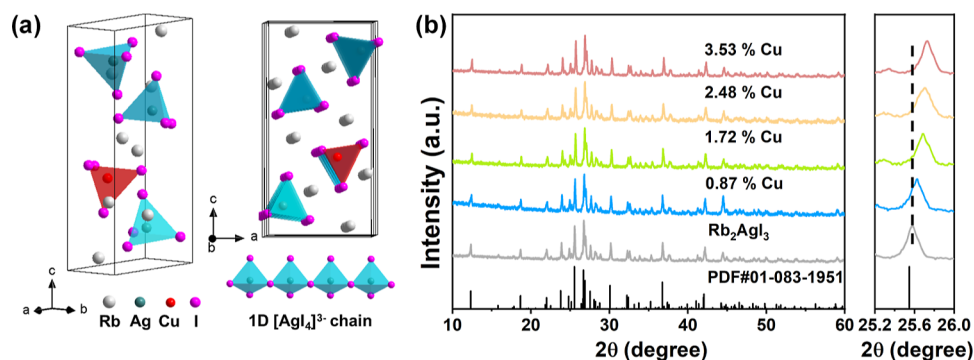 (a)
c
a
b
Rb Ag Cu I
c
b
a
1D [AgI₄]³⁻ chain
(b)
Intensity (a.u.)
3.53 % Cu
2.48 % Cu
1.72 % Cu
0.87 % Cu
Rb₂AgI₃
PDF#01-083-1951
10 20 30 40 50 60
2θ (degree)
25.2 25.6 26.0
2θ (degree)